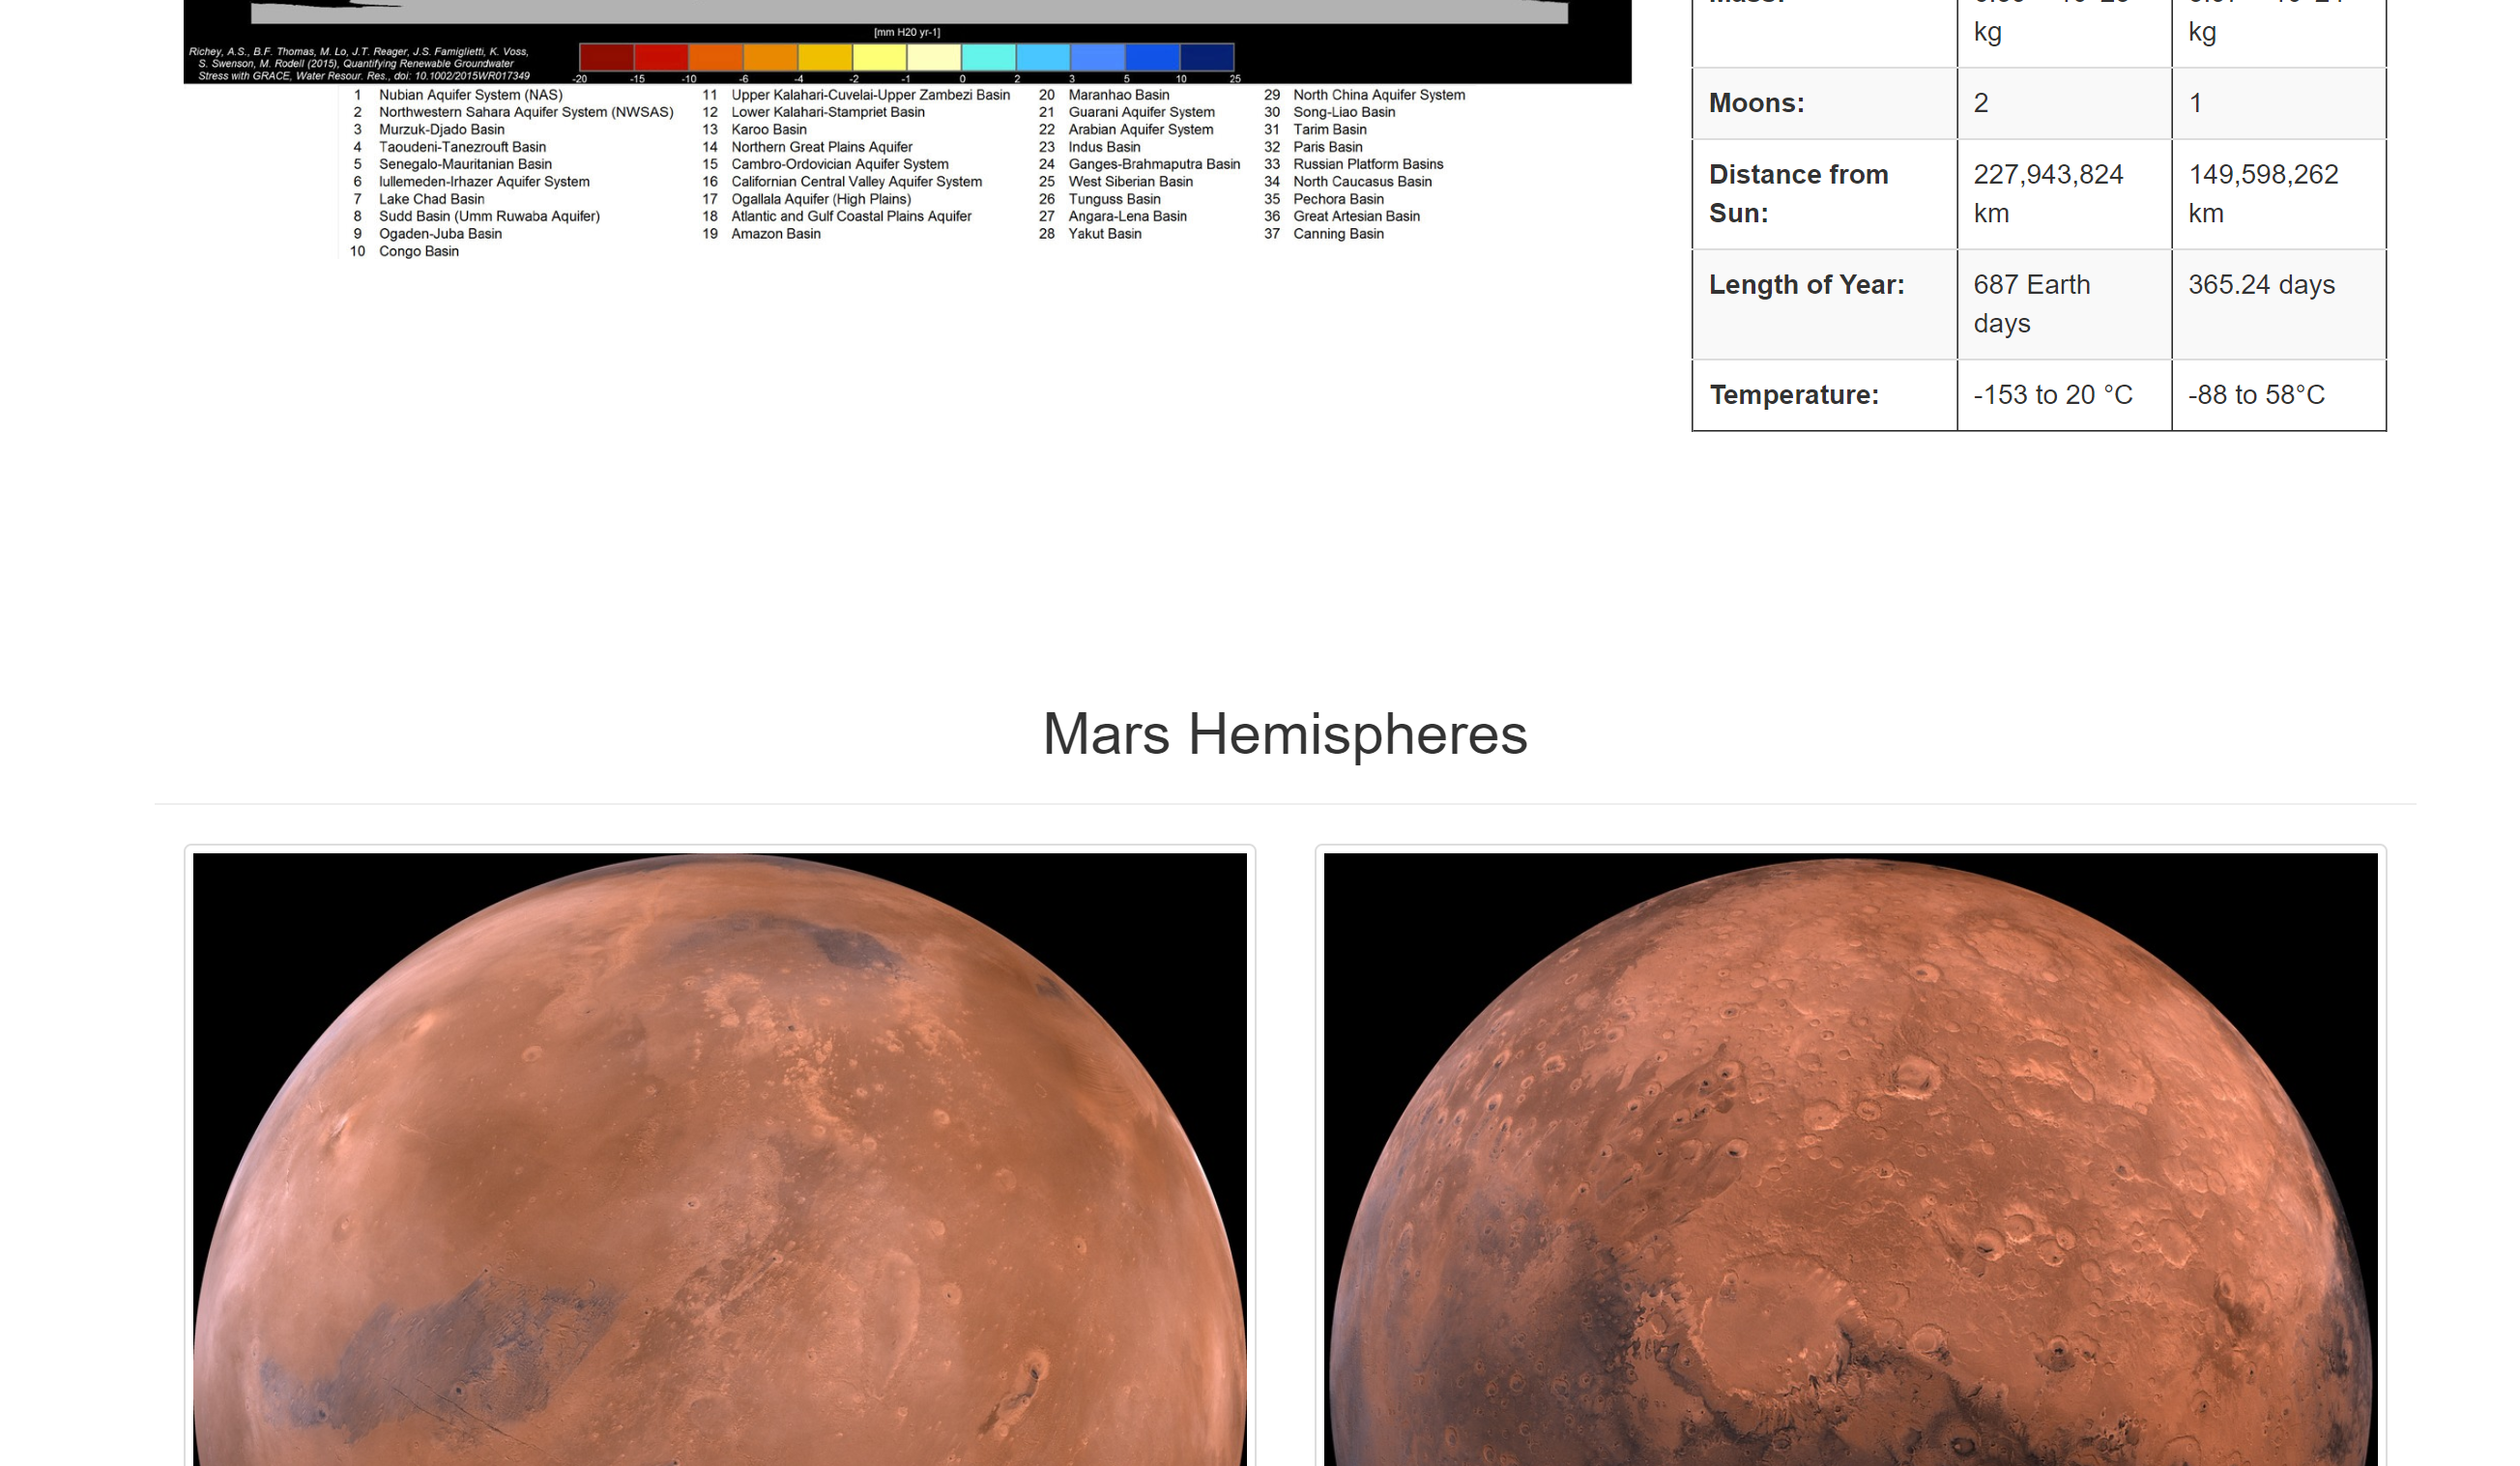 [mm H20 yr-1]
Richey, A.S., B.F. Thomas, M. Lo, J.T. Reager, J.S. Famiglietti, K. Voss,
S. Swenson, M. Rodell (2015), Quantifying Renewable Groundwater
Stress with GRACE, Water Resour. Res., doi: 10.1002/2015WR017349
-20 -15 -10 -6 -4 -2 -1 0 2 3 5 10 25
1 Nubian Aquifer System (NAS)
2 Northwestern Sahara Aquifer System (NWSAS)
3 Murzuk-Djado Basin
4 Taoudeni-Tanezrouft Basin
5 Senegalo-Mauritanian Basin
6 Iullemeden-Irhazer Aquifer System
7 Lake Chad Basin
8 Sudd Basin (Umm Ruwaba Aquifer)
9 Ogaden-Juba Basin
10 Congo Basin
11 Upper Kalahari-Cuvelai-Upper Zambezi Basin
12 Lower Kalahari-Stampriet Basin
13 Karoo Basin
14 Northern Great Plains Aquifer
15 Cambro-Ordovician Aquifer System
16 Californian Central Valley Aquifer System
17 Ogallala Aquifer (High Plains)
18 Atlantic and Gulf Coastal Plains Aquifer
19 Amazon Basin
20 Maranhao Basin
21 Guarani Aquifer System
22 Arabian Aquifer System
23 Indus Basin
24 Ganges-Brahmaputra Basin
25 West Siberian Basin
26 Tunguss Basin
27 Angara-Lena Basin
28 Yakut Basin
29 North China Aquifer System
30 Song-Liao Basin
31 Tarim Basin
32 Paris Basin
33 Russian Platform Basins
34 North Caucasus Basin
35 Pechora Basin
36 Great Artesian Basin
37 Canning Basin
kg kg
Moons: 2 1
Distance from 227,943,824 149,598,262
Sun: km km
Length of Year: 687 Earth 365.24 days
days
Temperature: -153 to 20 °C -88 to 58°C
Mars Hemispheres